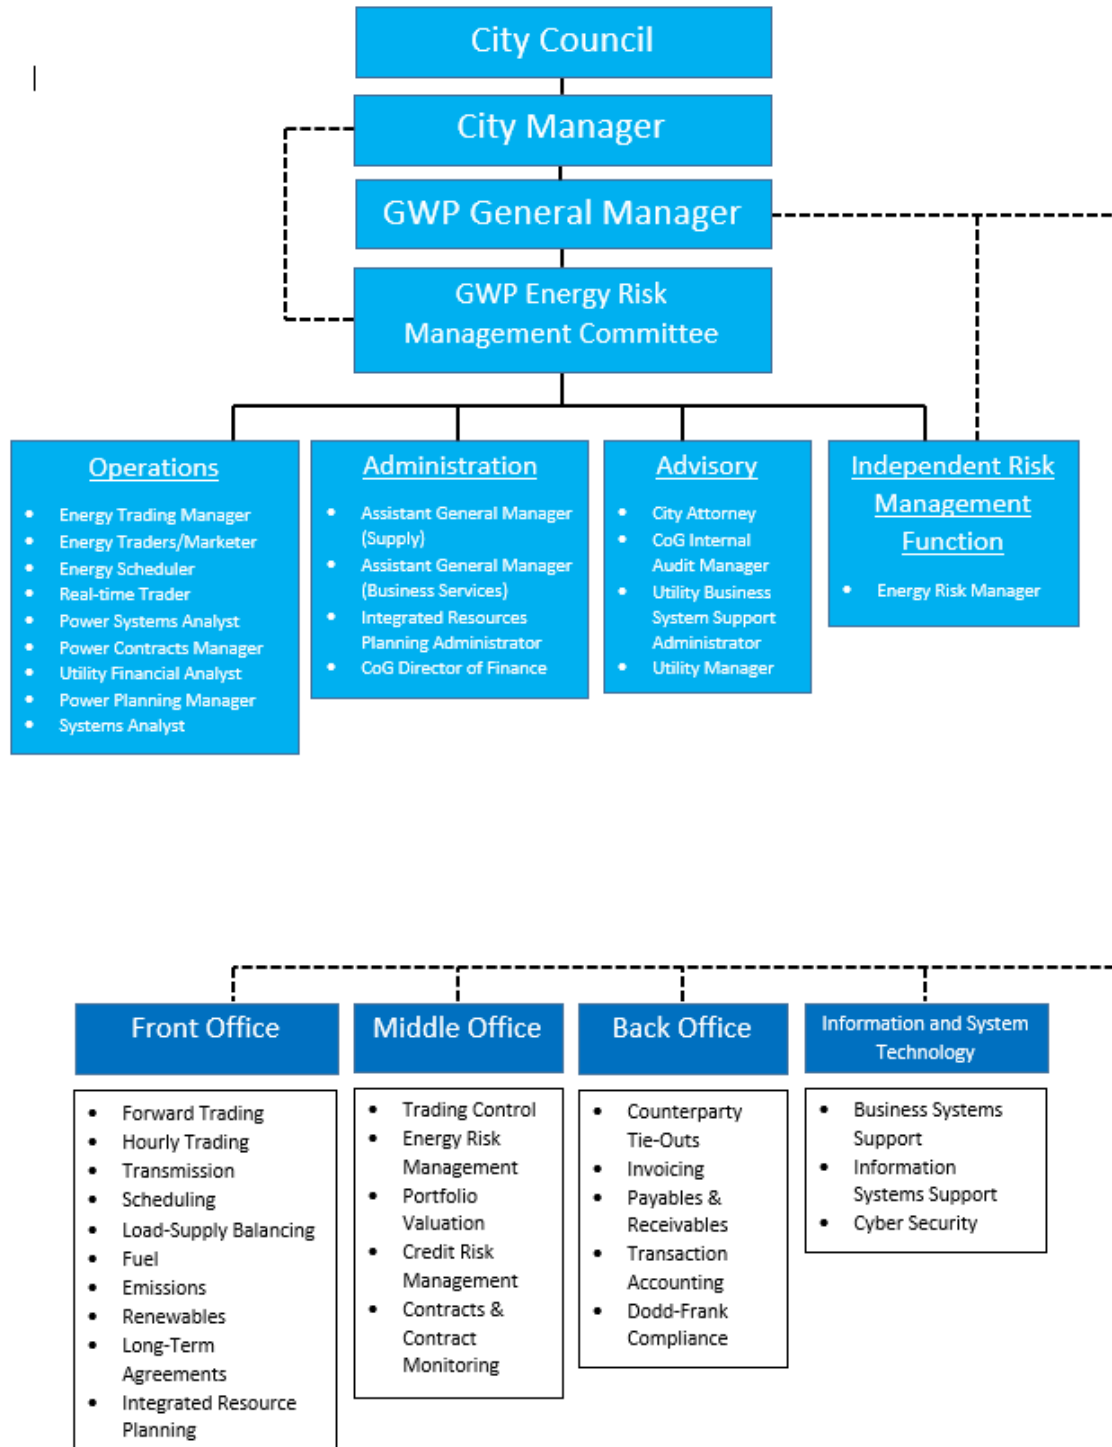 City Council
City Manager
GWP General Manager
GWP Energy Risk
Management Committee
Operations
• Energy Trading Manager
• Energy Traders/Marketer
• Energy Scheduler
• Real-time Trader
• Power Systems Analyst
• Power Contracts Manager
• Utility Financial Analyst
• Power Planning Manager
• Systems Analyst
Administration
• Assistant General Manager
(Supply)
• Assistant General Manager
(Business Services)
• Integrated Resources
Planning Administrator
• CoG Director of Finance
Advisory
• City Attorney
• CoG Internal
Audit Manager
• Utility Business
System Support
Administrator
• Utility Manager
Independent Risk
Management
Function
• Energy Risk Manager
Front Office
• Forward Trading
• Hourly Trading
• Transmission
• Scheduling
• Load-Supply Balancing
• Fuel
• Emissions
• Renewables
• Long-Term
Agreements
• Integrated Resource
Planning
Middle Office
• Trading Control
• Energy Risk
Management
• Portfolio
Valuation
• Credit Risk
Management
• Contracts &
Contract
Monitoring
Back Office
• Counterparty
Tie-Outs
• Invoicing
• Payables &
Receivables
• Transaction
Accounting
• Dodd-Frank
Compliance
Information and System
Technology
• Business Systems
Support
• Information
Systems Support
• Cyber Security